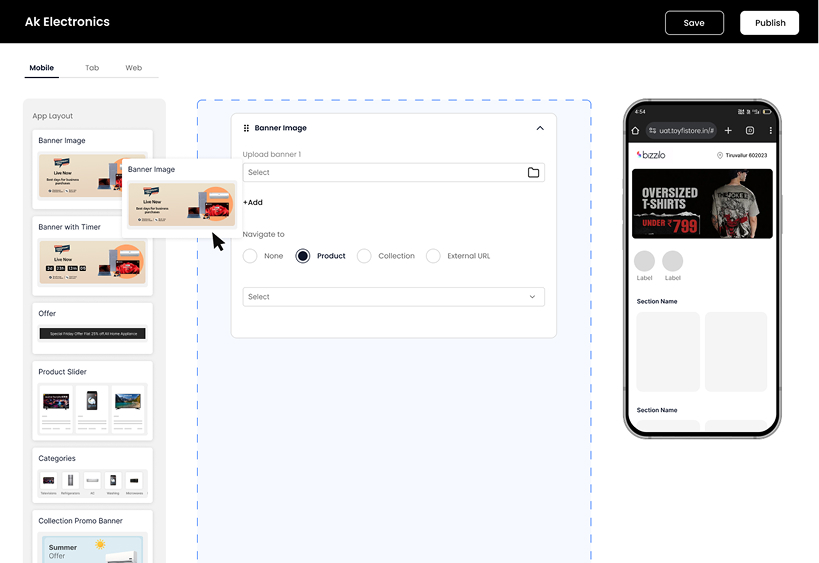 Ak Electronics
Save
Publish
Mobile
Tab
Web
App Layout
Banner Image
Live Now
Best days for business
purchases
Banner with Timer
Live Now
Offer
Special Friday Offer Flat 25% off All Home Appliance
Product Slider
Categories
Televisions Refrigerators AC Washing Microwaves
Collection Promo Banner
Summer
Offer
Banner Image
Live Now
Best days for business
purchases
Banner Image
Upload banner 1
Select
+Add
Navigate to
None
Product
Collection
External URL
Select
4:54
uat.toyfistore.in/#
bizzilo
Tiruvallur 602023
OVERSIZED
T-SHIRTS
UNDER ₹799
Label
Label
Section Name
Section Name